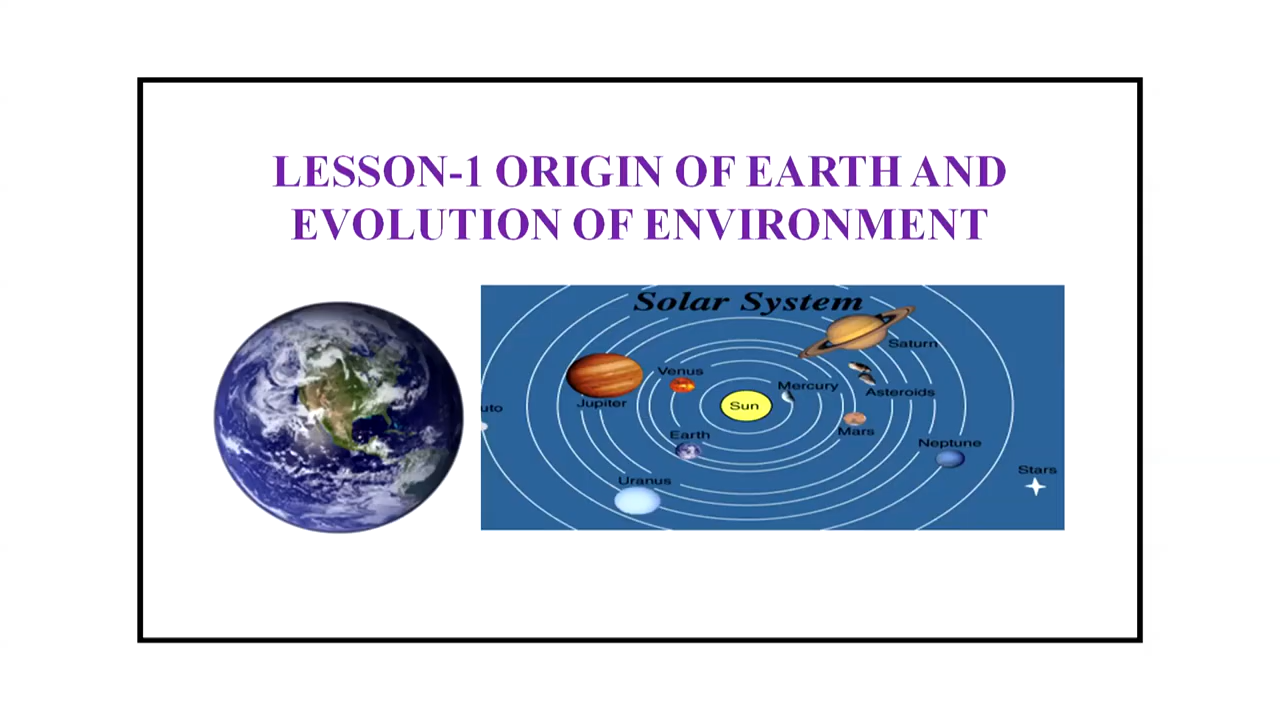 LESSON-1 ORIGIN OF EARTH AND
EVOLUTION OF ENVIRONMENT
Solar System
Saturn
Venus
Mercury
Asteroids
Jupiter
Sun
uto
Mars
Earth
Neptune
Stars
Uranus